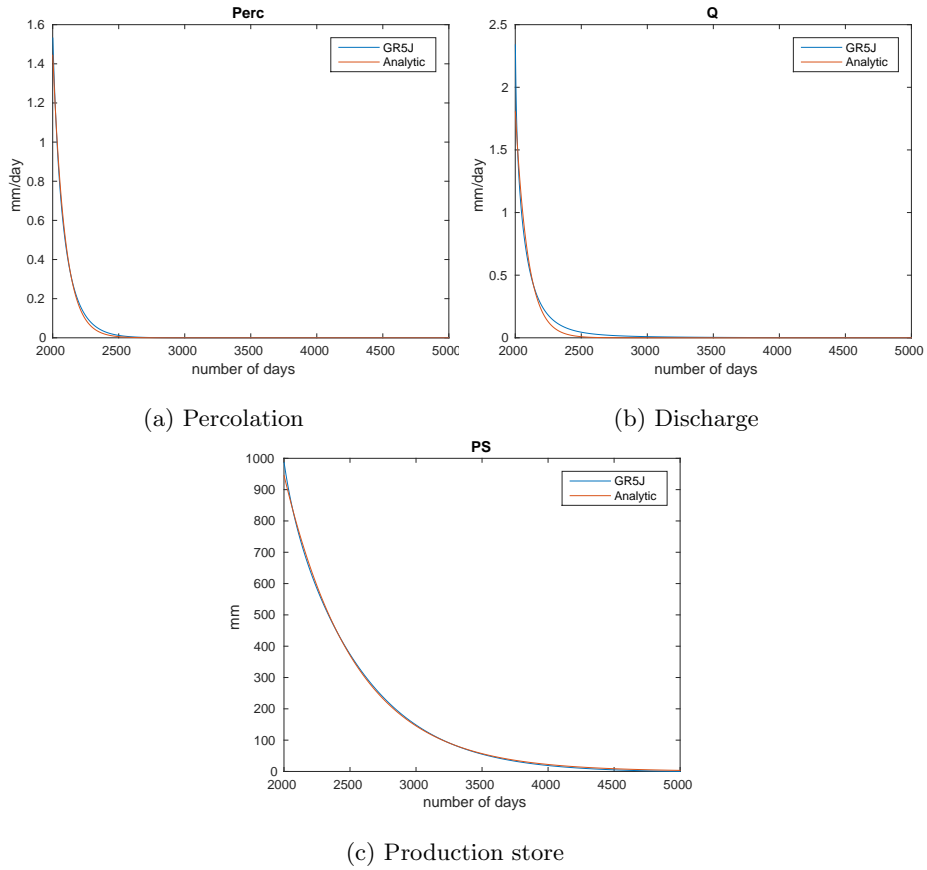 Perc
1.6
1.4
1.2
1
0.8
0.6
0.4
0.2
0
mm/day
GR5J
Analytic
2000 2500 3000 3500 4000 4500 5000
number of days
(a) Percolation
Q
2.5
2
1.5
1
0.5
0
mm/day
GR5J
Analytic
2000 2500 3000 3500 4000 4500 5000
number of days
(b) Discharge
PS
1000
900
800
700
600
500
400
300
200
100
0
mm
GR5J
Analytic
2000 2500 3000 3500 4000 4500 5000
number of days
(c) Production store